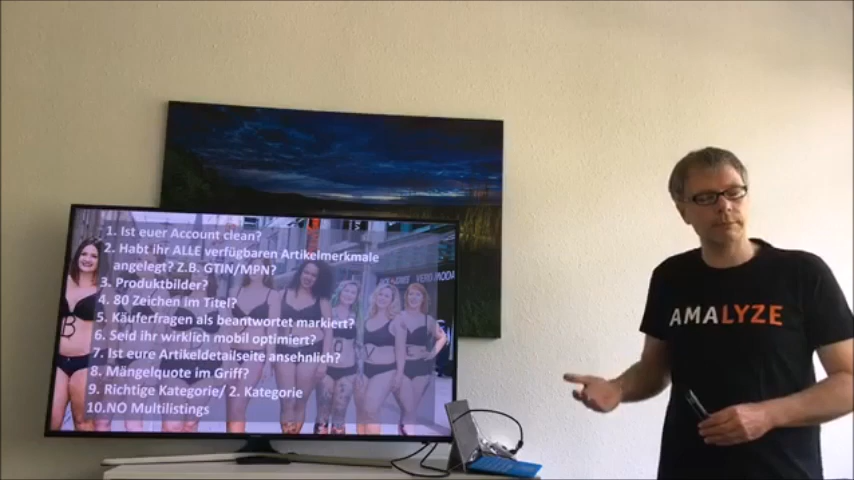 1. Ist euer Account clean?
2. Habt ihr ALLE verfügbaren Artikelmerkmale
angelegt? Z.B. GTIN/MPN?
3. Produktbilder?
4. 80 Zeichen im Titel?
5. Käuferfragen als beantwortet markiert?
6. Seid ihr wirklich mobil optimiert?
7. Ist eure Artikeldetailseite ansehnlich?
8. Mängelquote im Griff?
9. Richtige Kategorie/ 2. Kategorie
10.NO Multilistings
VERO MODA
B
AMALYZE